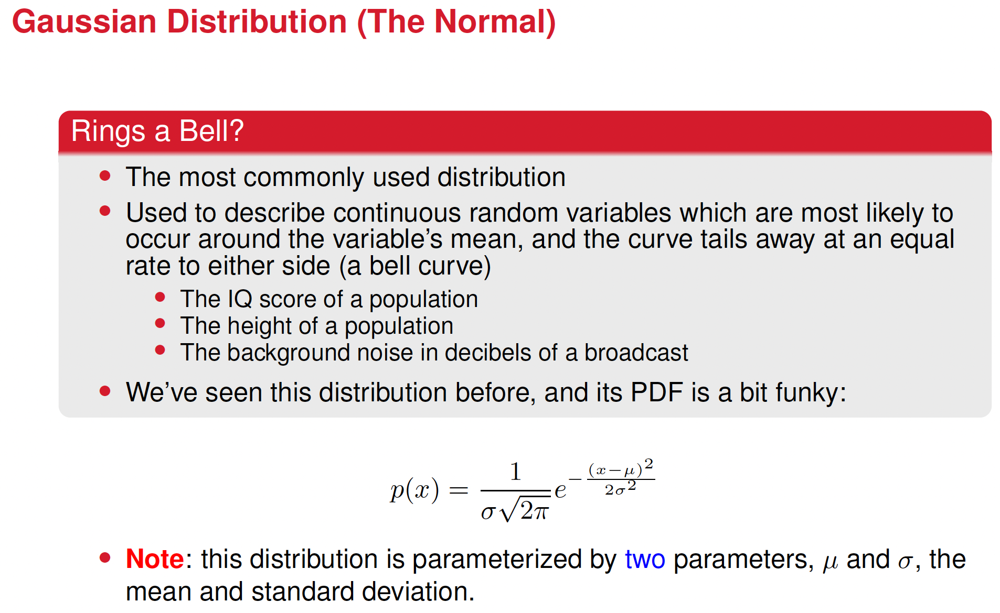 Gaussian Distribution (The Normal)
Rings a Bell?
• The most commonly used distribution
• Used to describe continuous random variables which are most likely to
occur around the variable’s mean, and the curve tails away at an equal
rate to either side (a bell curve)
• The IQ score of a population
• The height of a population
• The background noise in decibels of a broadcast
• We’ve seen this distribution before, and its PDF is a bit funky:
$p(x) = \frac{1}{\sigma\sqrt{2\pi}} e^{-\frac{(x-\mu)^2}{2\sigma^2}}$
• Note: this distribution is parameterized by two parameters, μ and σ, the
mean and standard deviation.